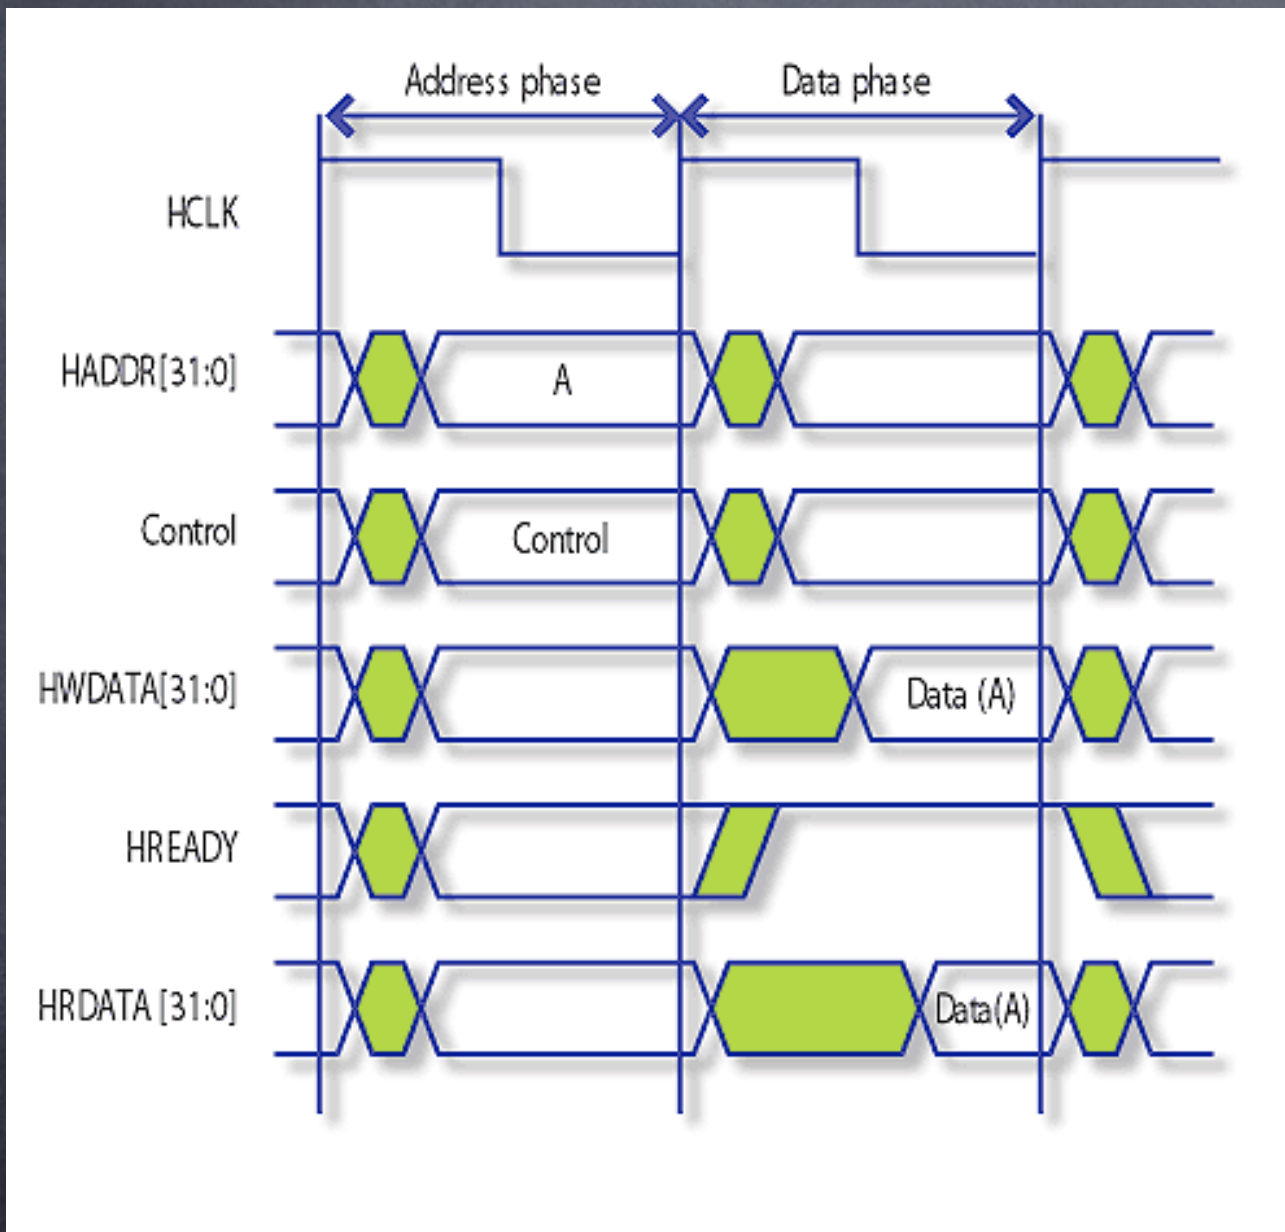 Address phase
Data phase
HCLK
HADDR[31:0]
A
Control
Control
HWDATA[31:0]
Data (A)
HREADY
HRDATA [31:0]
Data(A)